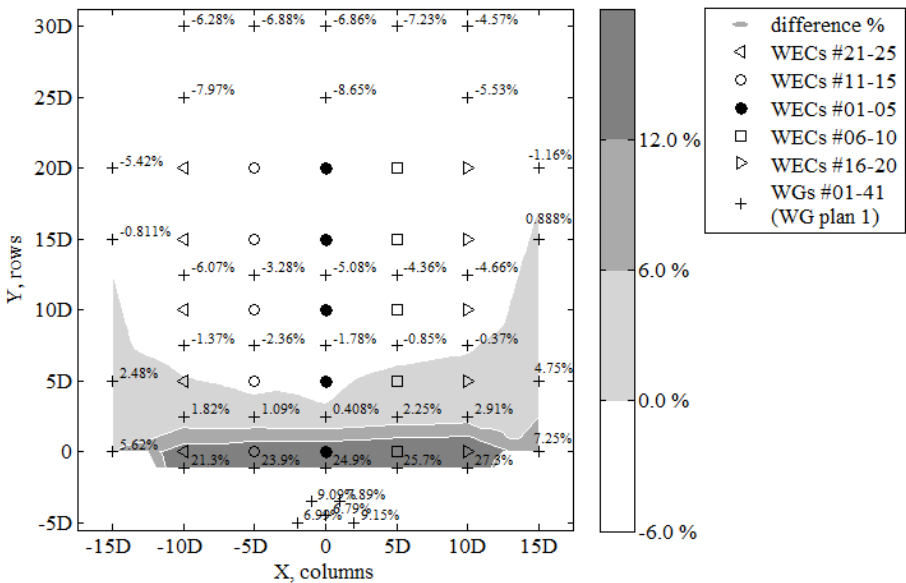 30D
-6.28%
-6.88%
-6.86%
-7.23%
-4.57%
25D
-7.97%
-8.65%
-5.53%
20D
-5.42%
-1.16%
15D
-0.811%
0.888%
-6.07%
-3.28%
-5.08%
-4.36%
-4.66%
10D
-1.37%
-2.36%
-1.78%
-0.85%
-0.37%
5D
2.48%
4.75%
1.82%
1.09%
0.408%
2.25%
2.91%
0
5.62%
7.25%
21.3%
23.9%
24.9%
25.7%
27.3%
9.09%
7.89%
6.79%
-5D
6.99%
9.15%
-15D
-10D
-5D
0
5D
10D
15D
X, columns
Y, rows
12.0 %
6.0 %
0.0 %
-6.0 %
difference %
WECs #21-25
WECs #11-15
WECs #01-05
WECs #06-10
WECs #16-20
WGs #01-41
(WG plan 1)